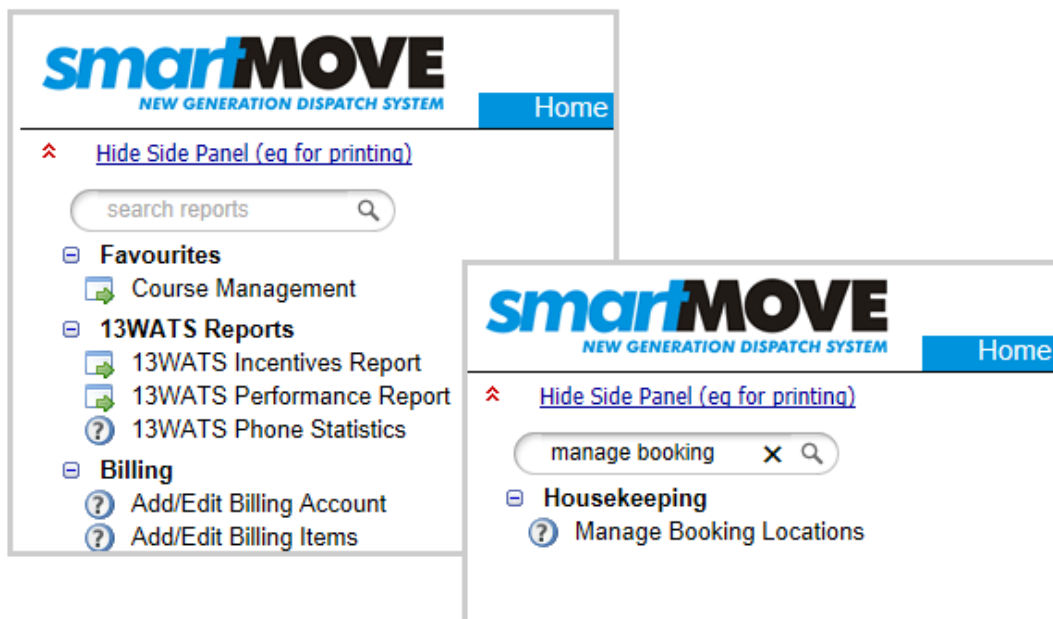 smartMOVE
NEW GENERATION DISPATCH SYSTEM
Home
Hide Side Panel (eg for printing)
search reports
Favourites
Course Management
13WATS Reports
13WATS Incentives Report
13WATS Performance Report
13WATS Phone Statistics
Billing
Add/Edit Billing Account
Add/Edit Billing Items
smartMOVE
NEW GENERATION DISPATCH SYSTEM
Home
Hide Side Panel (eg for printing)
manage booking
Housekeeping
Manage Booking Locations